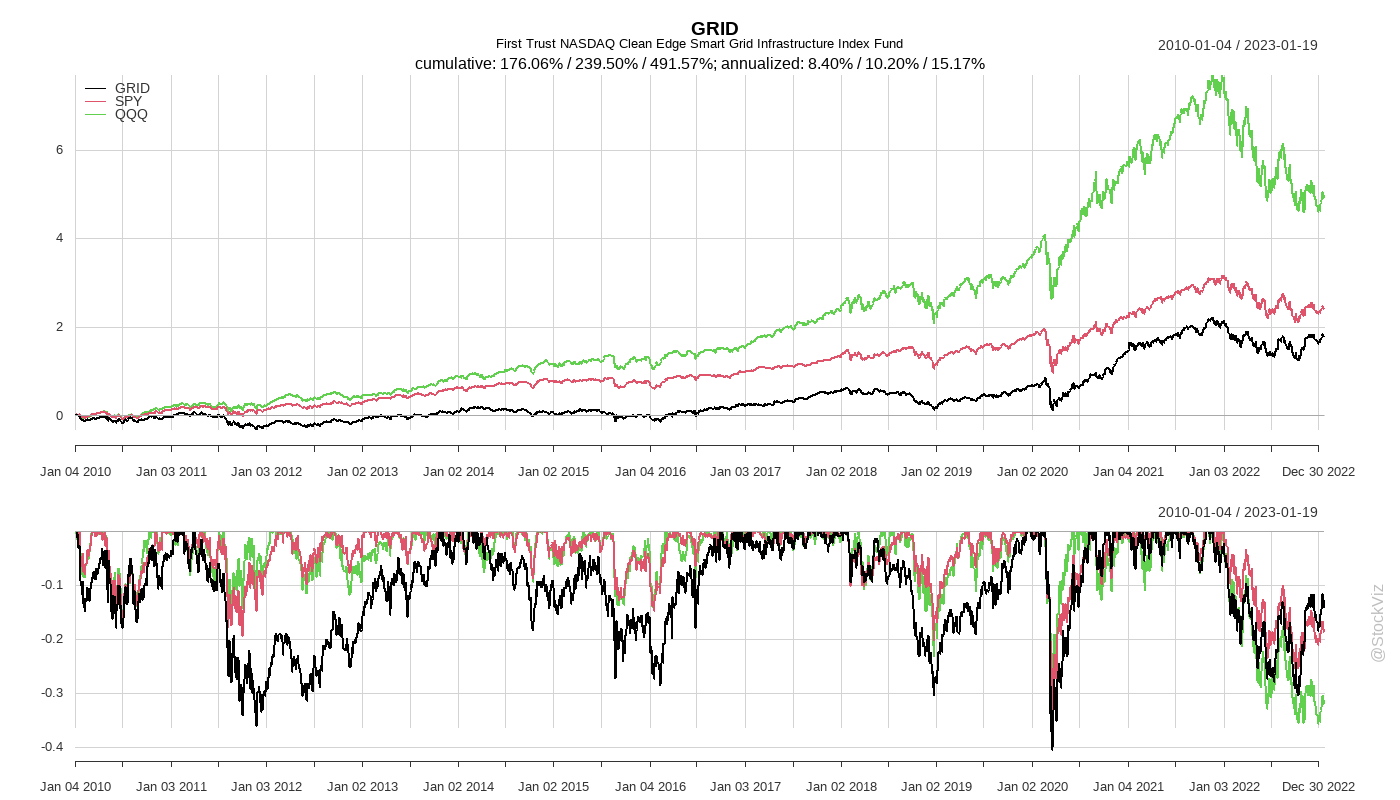 GRID
First Trust NASDAQ Clean Edge Smart Grid Infrastructure Index Fund
2010-01-04 / 2023-01-19
cumulative: 176.06% / 239.50% / 491.57%; annualized: 8.40% / 10.20% / 15.17%
GRID
SPY
QQQ
6
4
2
0
Jan 04 2010 Jan 03 2011 Jan 03 2012 Jan 02 2013 Jan 02 2014 Jan 02 2015 Jan 04 2016 Jan 03 2017 Jan 02 2018 Jan 02 2019 Jan 02 2020 Jan 04 2021 Jan 03 2022 Dec 30 2022
2010-01-04 / 2023-01-19
-0.1
-0.2
-0.3
-0.4
Jan 04 2010 Jan 03 2011 Jan 03 2012 Jan 02 2013 Jan 02 2014 Jan 02 2015 Jan 04 2016 Jan 03 2017 Jan 02 2018 Jan 02 2019 Jan 02 2020 Jan 04 2021 Jan 03 2022 Dec 30 2022
@StockViz